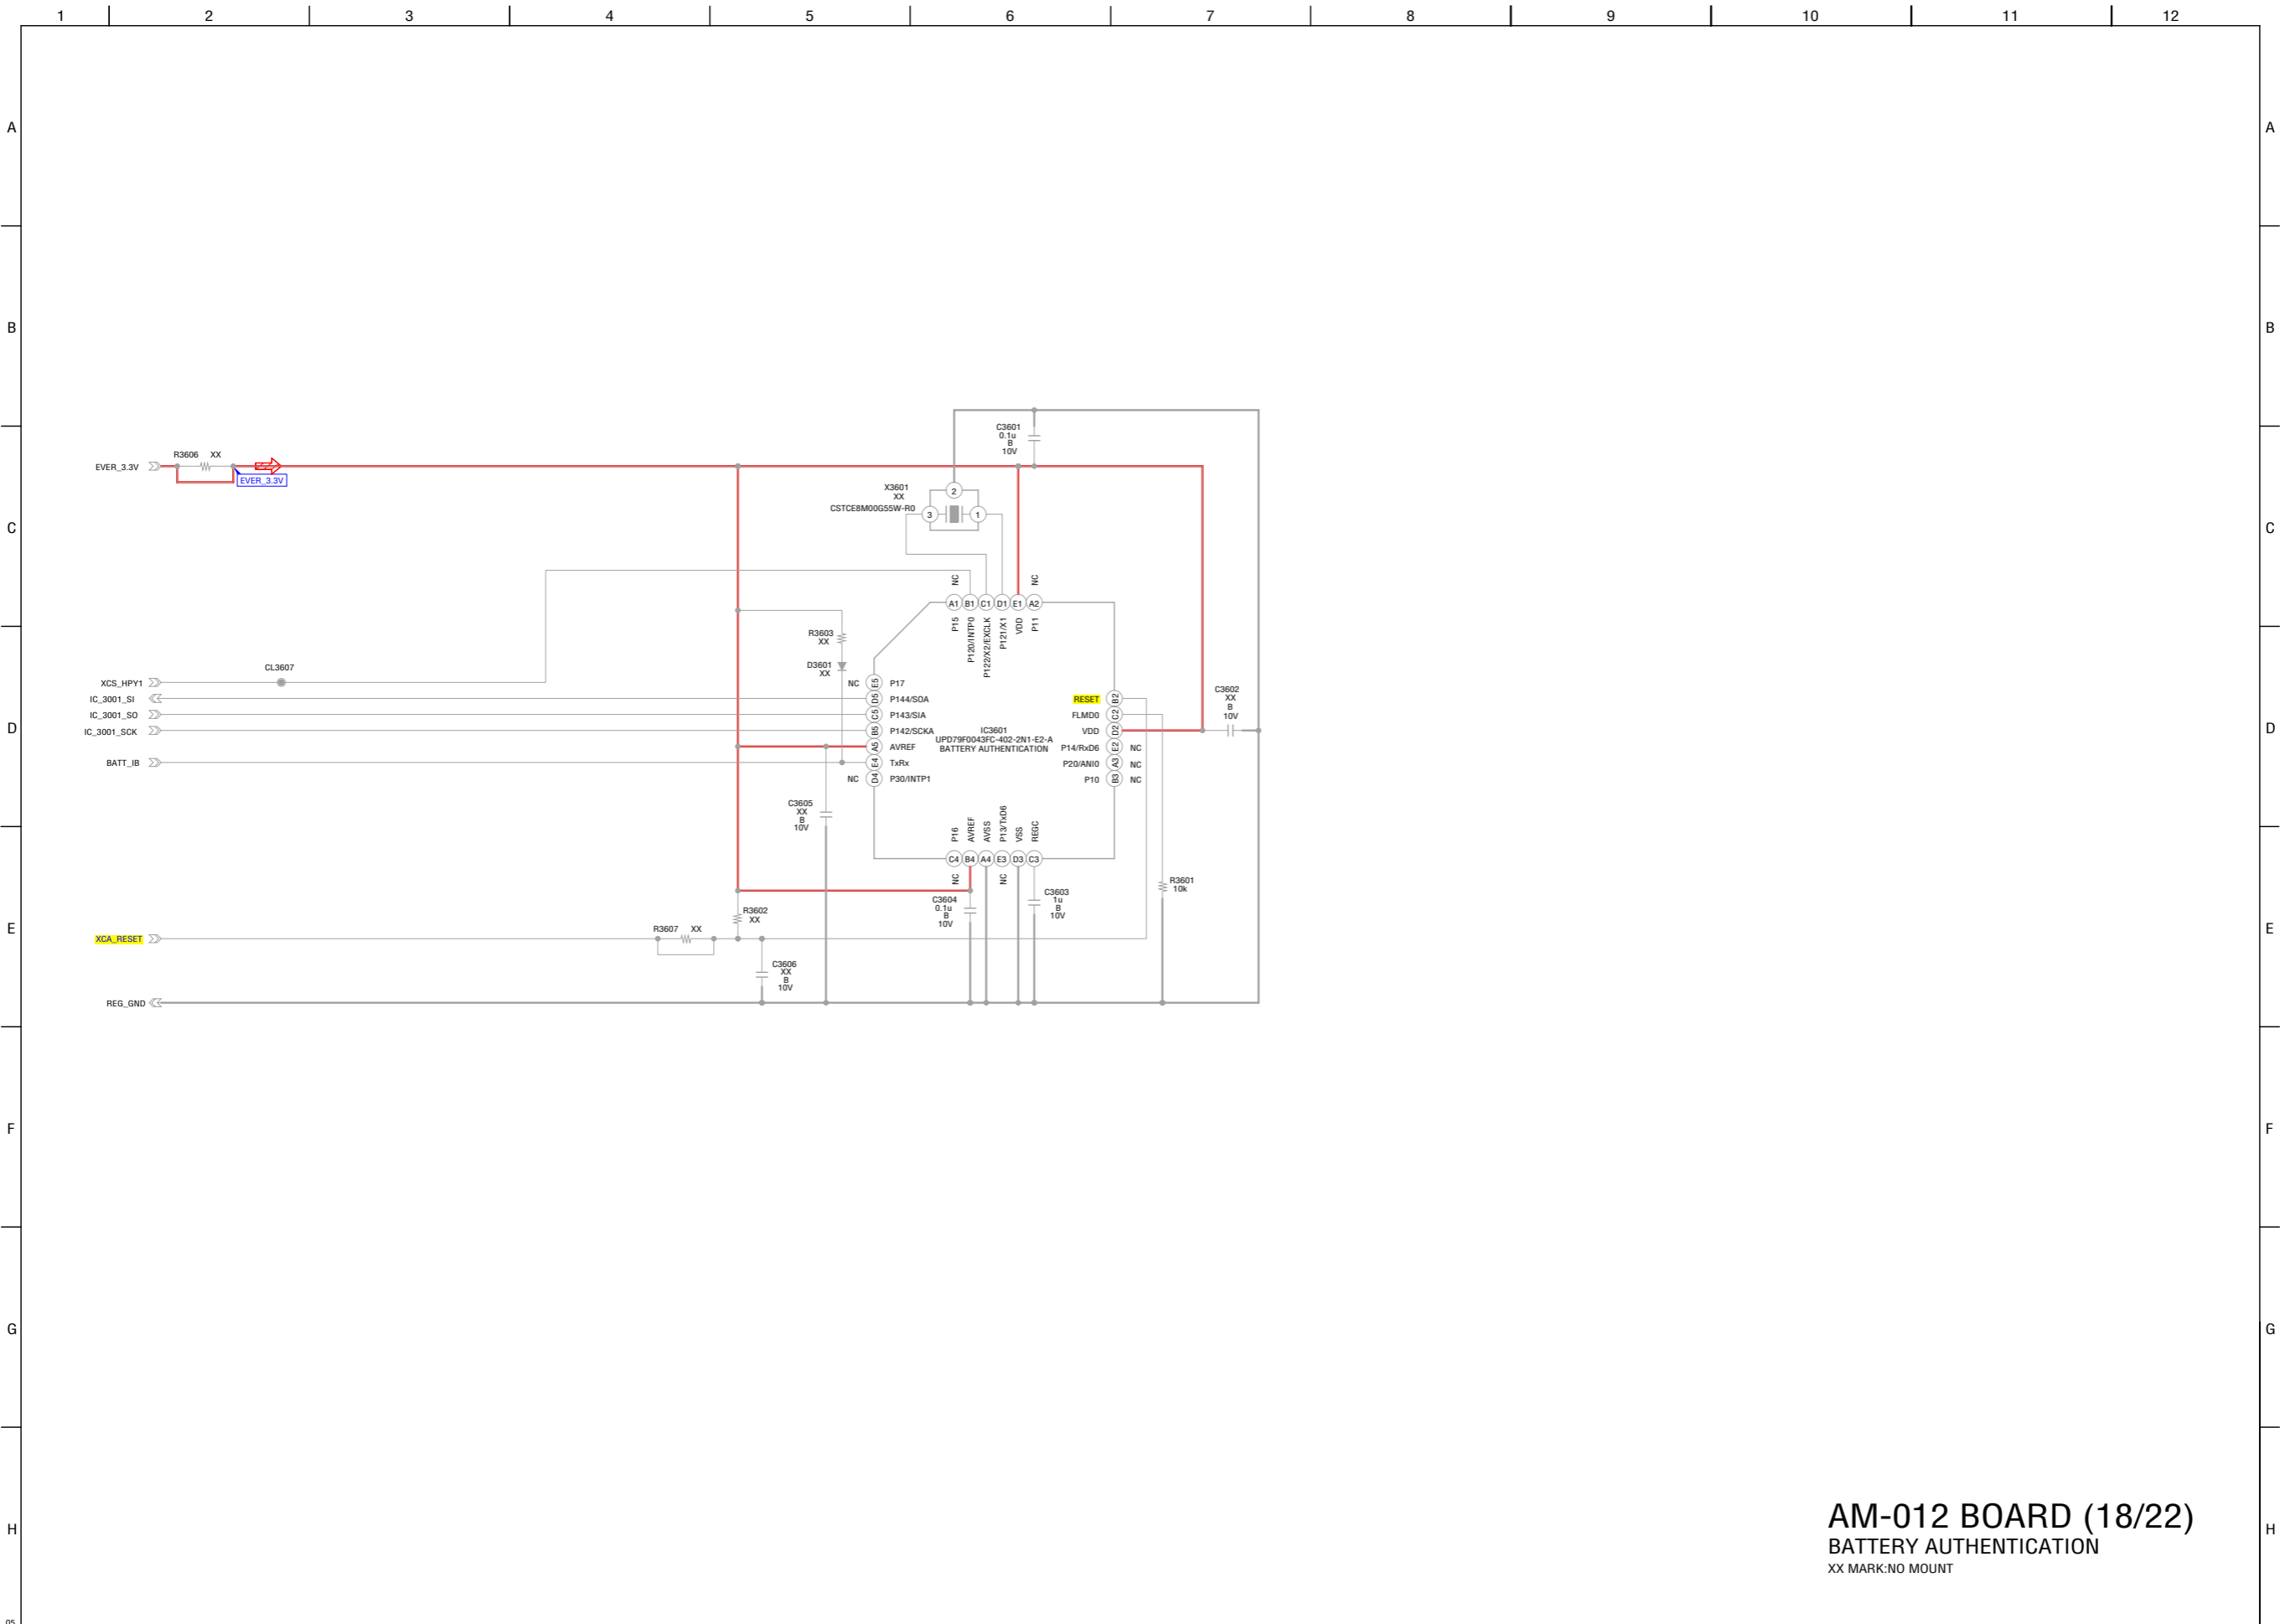 1 2 3 4 5 6 7 8 9 10 11 12
A A
B B
C3601
0.1u
B
10V
R3606 XX
EVER_3.3V
EVER_3.3V
X3601
XX
CSTCE8M00G55W-R0
2
3 1
C C
NC NC
A1 B1 C1 D1 E1 A2
P15
P120/INTP0
P122/X2/EXCLK
P121/X1
VDD
P11
R3603
XX
D3601
XX
CL3607
XCS_HPY1
IC_3001_SI
IC_3001_SO
IC_3001_SCK
BATT_IB
NC E5 P17
D5 P144/SOA
C5 P143/SIA
B5 P142/SCKA
A5 AVREF
E4 TxRx
NC D4 P30/INTP1
IC3601
UPD79F0043FC-402-2N1-E2-A
BATTERY AUTHENTICATION
RESET B2
FLMD0 C2
VDD D2
P14/RxD6 E2 NC
P20/ANI0 A3 NC
P10 B3 NC
C3602
XX
B
10V
D D
C3605
XX
B
10V
P16
AVREF
AVSS
P13/TxD6
VSS
REGC
C4 B4 A4 E3 D3 C3
NC NC
C3604
0.1u
B
10V
C3603
1u
B
10V
R3601
10k
R3602
XX
R3607 XX
E E
XCA_RESET
C3606
XX
B
10V
REG_GND
F F
G G
H H
AM-012 BOARD (18/22)
BATTERY AUTHENTICATION
XX MARK:NO MOUNT
05